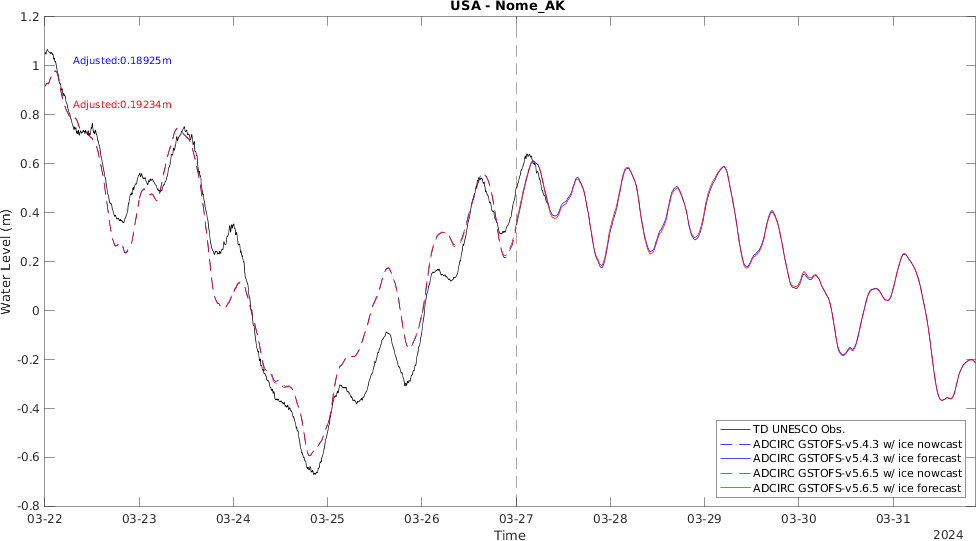 USA - Nome_AK
1.2
1
0.8
0.6
0.4
0.2
0
-0.2
-0.4
-0.6
-0.8
Water Level (m)
Adjusted:0.18925m
Adjusted:0.19234m
TD UNESCO Obs.
ADCIRC GSTOFS-v5.4.3 w/ ice nowcast
ADCIRC GSTOFS-v5.4.3 w/ ice forecast
ADCIRC GSTOFS-v5.6.5 w/ ice nowcast
ADCIRC GSTOFS-v5.6.5 w/ ice forecast
03-22 03-23 03-24 03-25 03-26 03-27 03-28 03-29 03-30 03-31
Time
2024